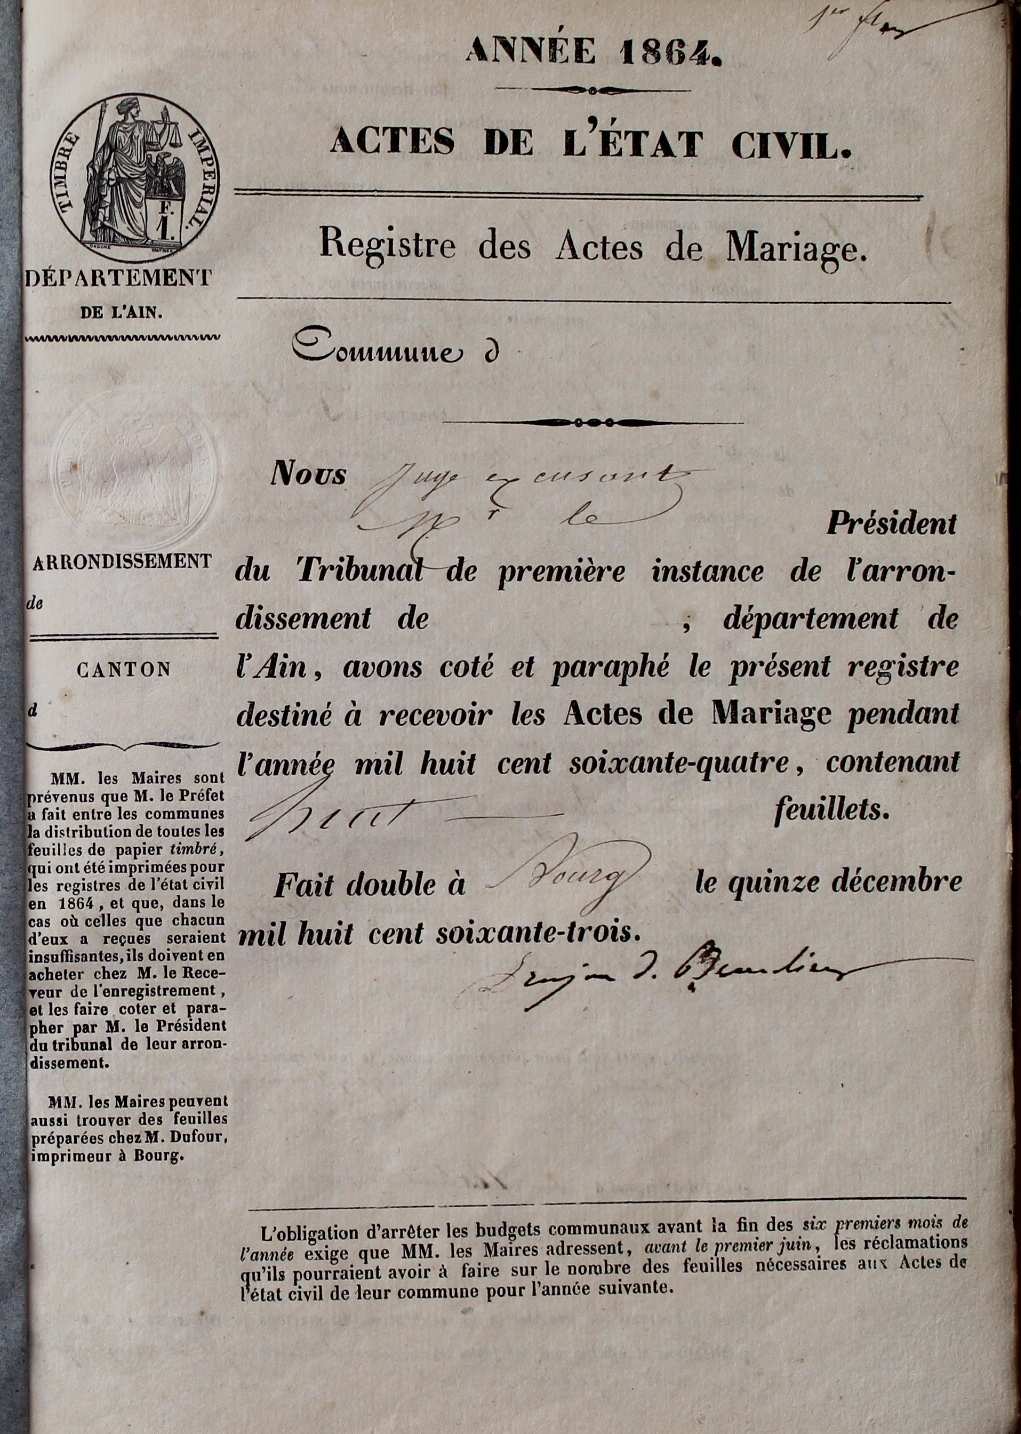 1er
ANNÉE 1864.
ACTES DE L'ÉTAT CIVIL.
TIMBRE IMPÉRIAL.
F.
1.
DÉPARTEMENT
DE L'AIN.
Registre des Actes de Mariage.
Commune d
ARRONDISSEMENT
de
CANTON
d
MM. les Maires sont
prévenus que M. le Préfet
a fait entre les communes
la distribution de toutes les
feuilles de papier timbré,
qui ont été imprimées pour
les registres de l'état civil
en 1864, et que, dans le
cas où celles que chacun
d'eux a reçues seraient
insuffisantes, ils doivent en
acheter chez M. le Rece-
veur de l'enregistrement,
et les faire coter et para-
pher par M. le Président
du tribunal de leur arron-
dissement.
MM. les Maires peuvent
aussi trouver des feuilles
préparées chez M. Dufour,
imprimeur à Bourg.
Nous Juge excusant
Mr le Président
du Tribunal de première instance de l'arron-
dissement de , département de
l'Ain, avons coté et paraphé le présent registre
destiné à recevoir les Actes de Mariage pendant
l'année mil huit cent soixante-quatre, contenant
huit feuillets.
Fait double à Bourg le quinze décembre
mil huit cent soixante-trois.
L'obligation d'arrêter les budgets communaux avant la fin des six premiers mois de
l'année exige que MM. les Maires adressent, avant le premier juin, les réclamations
qu'ils pourraient avoir à faire sur le nombre des feuilles nécessaires aux Actes de
l'état civil de leur commune pour l'année suivante.